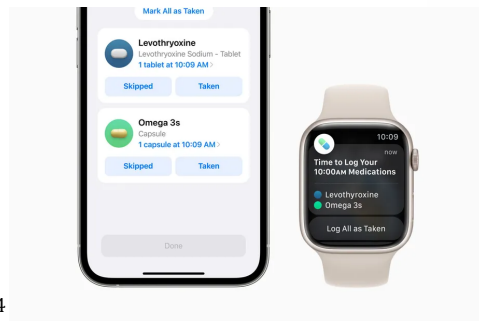 Mark All as Taken
Levothyroxine
Levothyroxine Sodium – Tablet
1 tablet at 10:09 AM >
Skipped
Taken
Omega 3s
Capsule
1 capsule at 10:09 AM >
Skipped
Taken
Done
10:09
now
Time to Log Your
10:00AM Medications
Levothyroxine
Omega 3s
Log All as Taken
4